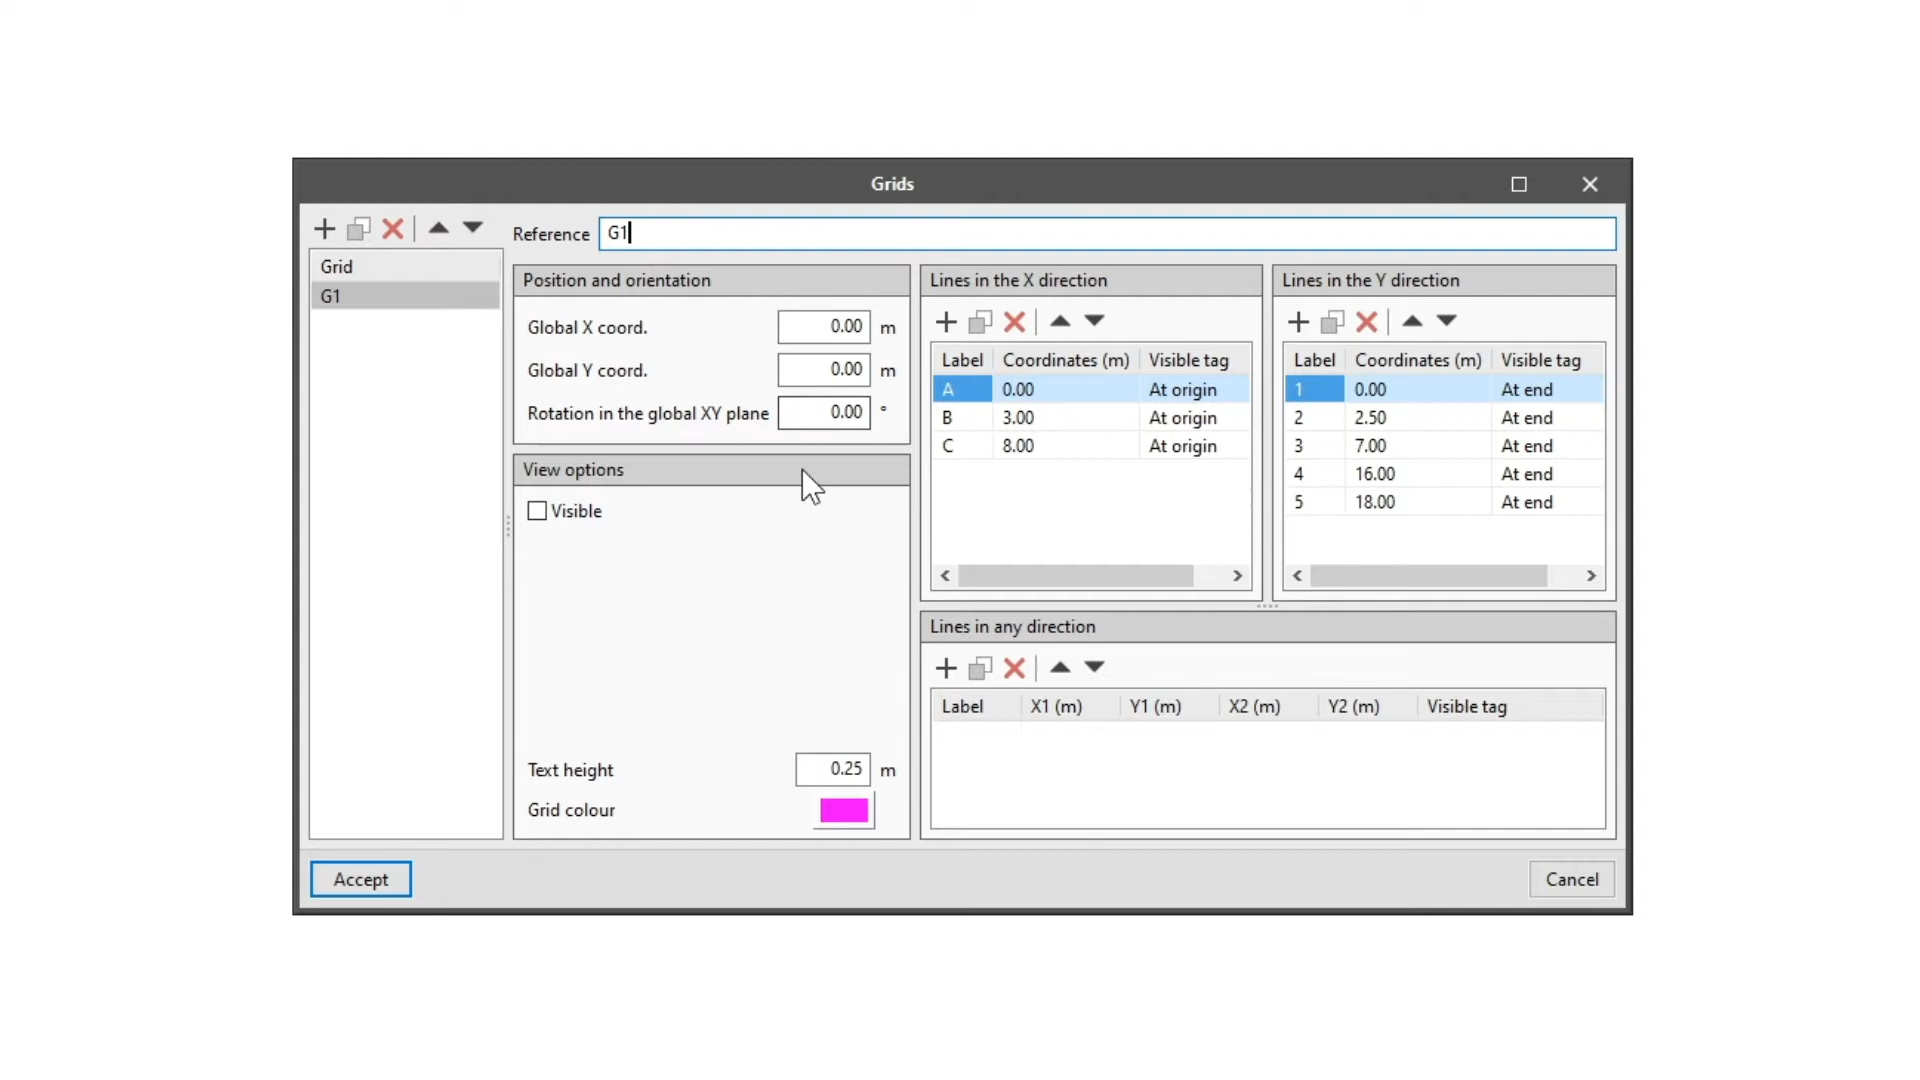 Grids
Reference G1
Grid
G1
Position and orientation
Global X coord. 0.00 m
Global Y coord. 0.00 m
Rotation in the global XY plane 0.00 °
View options
Visible
Text height 0.25 m
Grid colour
Lines in the X direction
Label Coordinates (m) Visible tag
A 0.00 At origin
B 3.00 At origin
C 8.00 At origin
Lines in the Y direction
Label Coordinates (m) Visible tag
1 0.00 At end
2 2.50 At end
3 7.00 At end
4 16.00 At end
5 18.00 At end
Lines in any direction
Label X1 (m) Y1 (m) X2 (m) Y2 (m) Visible tag
Accept
Cancel